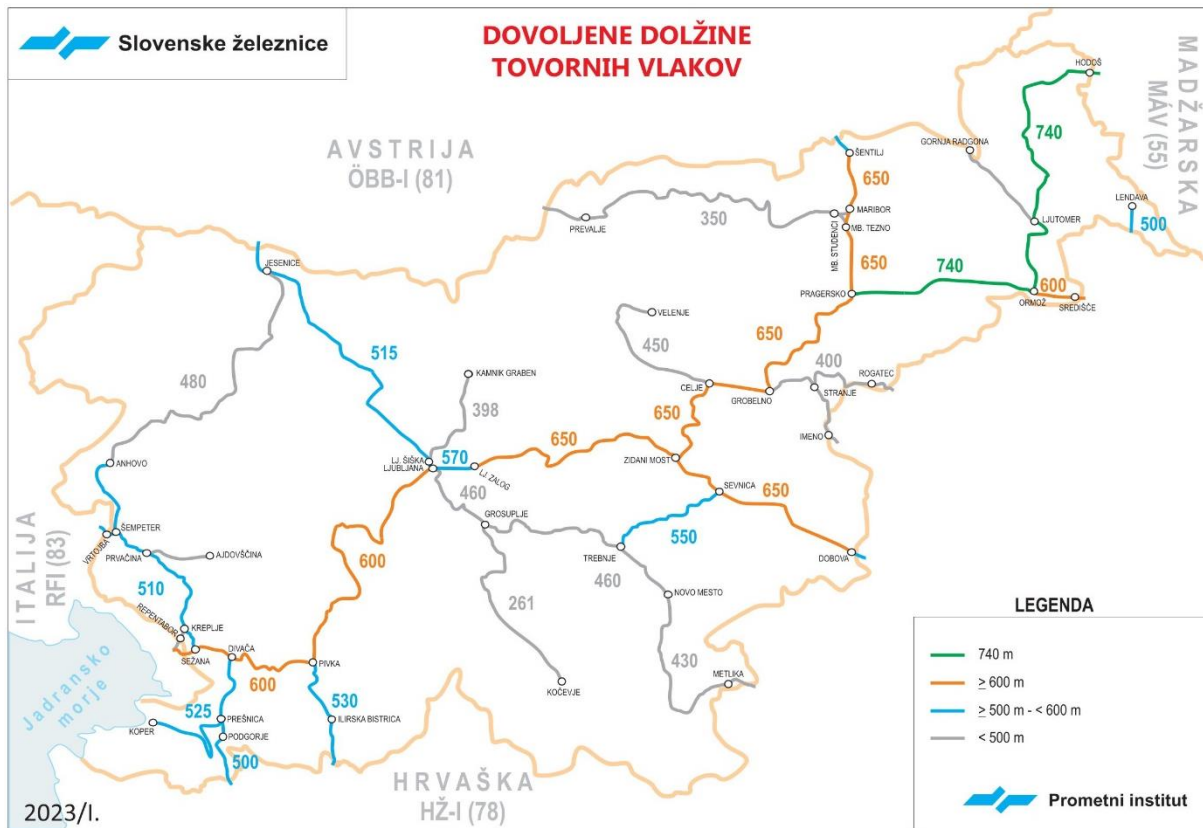 Slovenske železnice
DOVOLJENE DOLŽINE
TOVORNIH VLAKOV
MADŽARSKA
MÁV (55)
HODOŠ
740
AVSTRIJA
ÖBB-I (81)
GORNJA RADGONA
ŠENTILJ
650
LENDAVA
500
350
MARIBOR
PREVALJE
MB. STUDENCI
MB. TEZNO
LJUTOMER
650
740
JESENICE
PRAGERSKO
ORMOŽ
600
SREDIŠČE
VELENJE
650
515
450
480
KAMNIK GRABEN
400
ROGATEC
CELJE
GROBELNO
STRANJE
398
650
650
IMENO
ANHOVO
LJ. ŠIŠKA
LJUBLJANA
570
LJ. ZALOG
ZIDANI MOST
460
SEVNICA
650
ITALIJA
RFI (83)
VRTOJBA
ŠEMPETER
GROSUPLJE
550
PRVAČINA
AJDOVŠČINA
600
TREBNJE
DOBOVA
460
510
261
NOVO MESTO
REPENTABOR
KREPLJE
SEŽANA
DIVAČA
PIVKA
600
430
KOČEVJE
METLIKA
Jadransko
morje
525
530
PREŠNICA
KOPER
ILIRSKA BISTRICA
PODGORJE
500
HRVAŠKA
HŽ-I (78)
LEGENDA
740 m
≥ 600 m
≥ 500 m - < 600 m
< 500 m
Prometni institut
2023/I.